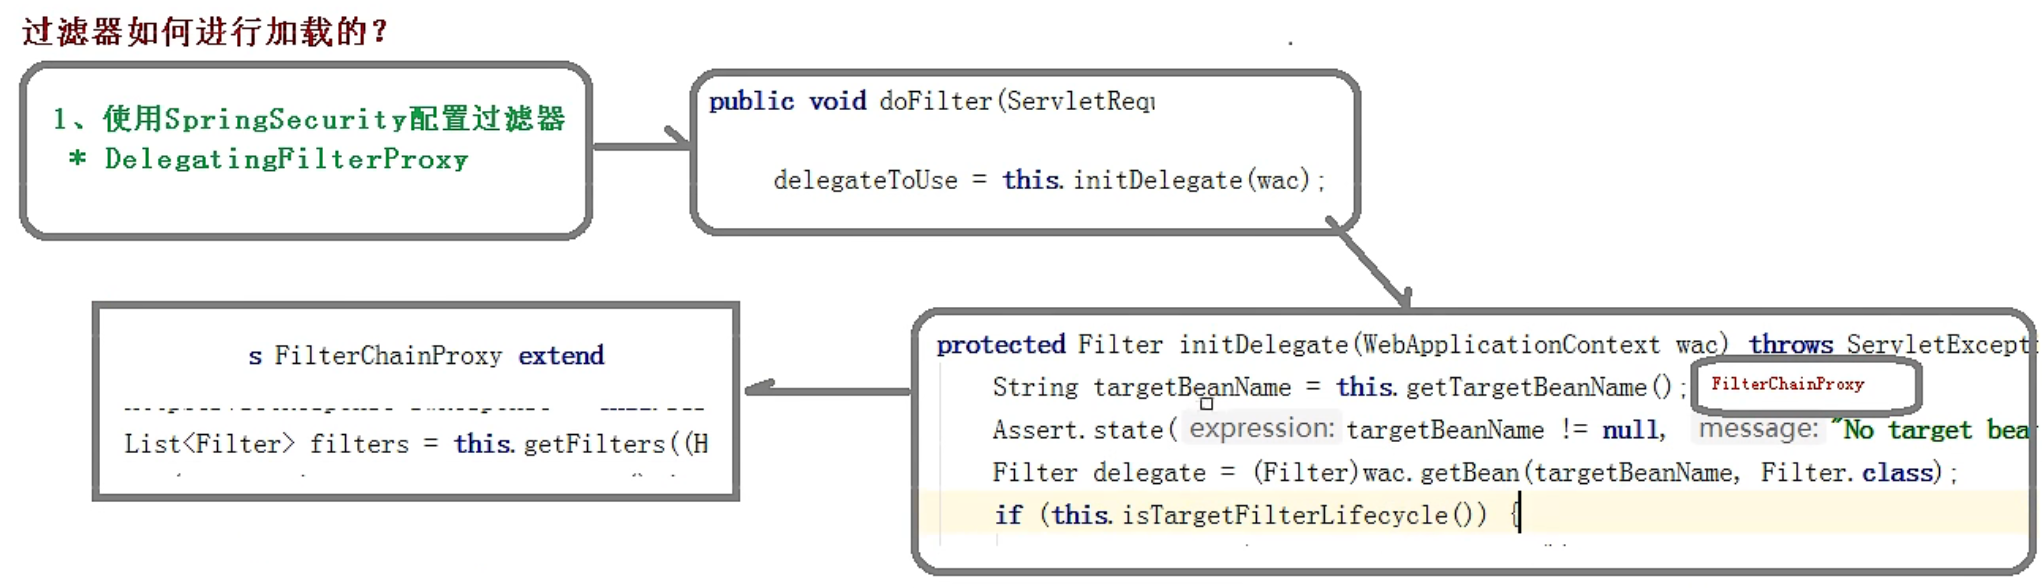 过滤器如何进行加载的?
1、使用SpringSecurity配置过滤器
* DelegatingFilterProxy
public void doFilter(ServletRequ
delegateToUse = this.initDelegate(wac);
protected Filter initDelegate(WebApplicationContext wac) throws ServletExcept
String targetBeanName = this.getTargetBeanName(); FilterChainProxy
Assert.state( expression: targetBeanName != null, message: "No target bea
Filter delegate = (Filter)wac.getBean(targetBeanName, Filter.class);
if (this.isTargetFilterLifecycle()) {
s FilterChainProxy extend
List<Filter> filters = this.getFilters((H